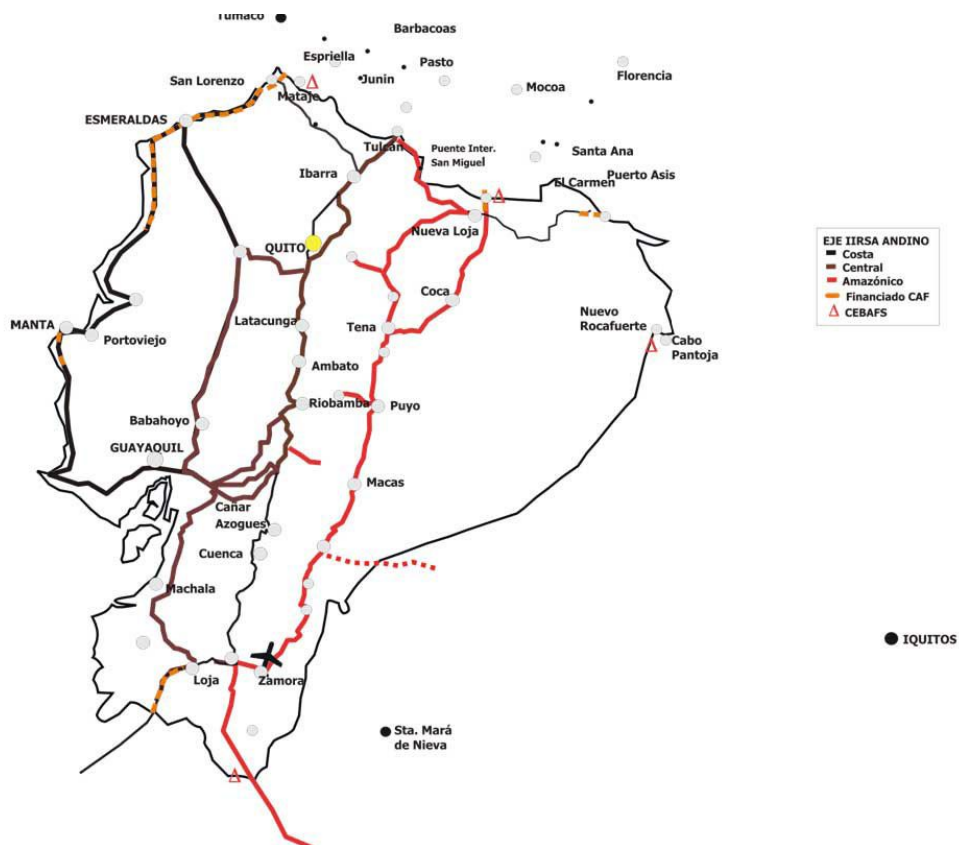 Tumaco
Barbacoas
Espriella
Pasto
San Lorenzo
Junin
Florencia
Mataje
Mocoa
ESMERALDAS
Tulcán
Puente Inter.
San Miguel
Santa Ana
Ibarra
El Carmen
Puerto Asis
Nueva Loja
QUITO
EJE IIRSA ANDINO
Costa
Central
Amazónico
Financiado CAF
CEBAFS
Coca
Nuevo
Rocafuerte
MANTA
Latacunga
Tena
Portoviejo
Cabo
Pantoja
Ambato
Riobamba
Puyo
Babahoyo
GUAYAQUIL
Macas
Cañar
Azogues
Cuenca
Machala
IQUITOS
Loja
Zamora
Sta. Mará
de Nieva